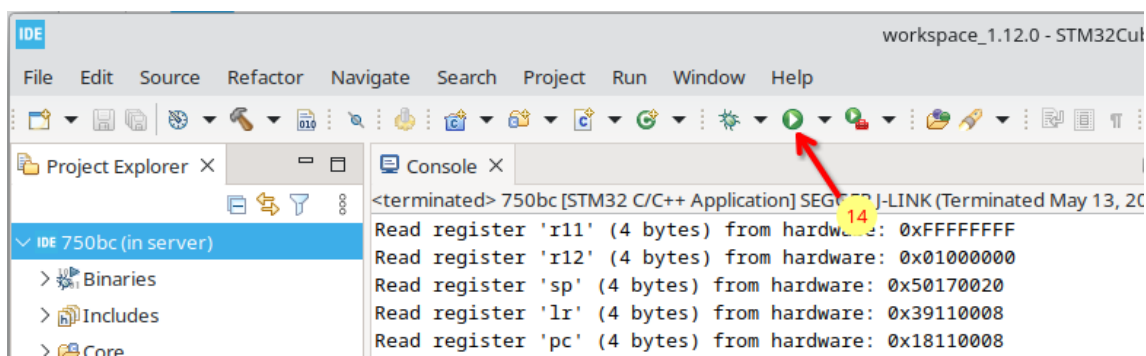 IDE workspace_1.12.0 - STM32Cub
File Edit Source Refactor Navigate Search Project Run Window Help
010
Project Explorer
Console
<terminated> 750bc [STM32 C/C++ Application] J-LINK (Terminated May 13, 20
14
IDE 750bc (in server)
Read register 'r11' (4 bytes) from hardware: 0xFFFFFFFF
Read register 'r12' (4 bytes) from hardware: 0x01000000
Binaries
Read register 'sp' (4 bytes) from hardware: 0x50170020
Includes
Read register 'lr' (4 bytes) from hardware: 0x39110008
Core
Read register 'pc' (4 bytes) from hardware: 0x18110008